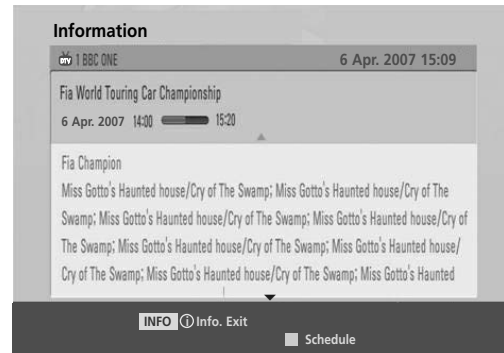 Information
DTV 1 BBC ONE 6 Apr. 2007 15:09
Fia World Touring Car Championship
6 Apr. 2007 14:00 15:20
Fia Champion
Miss Gotto's Haunted house/Cry of The Swamp; Miss Gotto's Haunted house/Cry of The
Swamp; Miss Gotto's Haunted house/Cry of The Swamp; Miss Gotto's Haunted house/Cry of
The Swamp; Miss Gotto's Haunted house/Cry of The Swamp; Miss Gotto's Haunted house/
Cry of The Swamp; Miss Gotto's Haunted house/Cry of The Swamp; Miss Gotto's Haunted
INFO ⓘ Info. Exit
Schedule